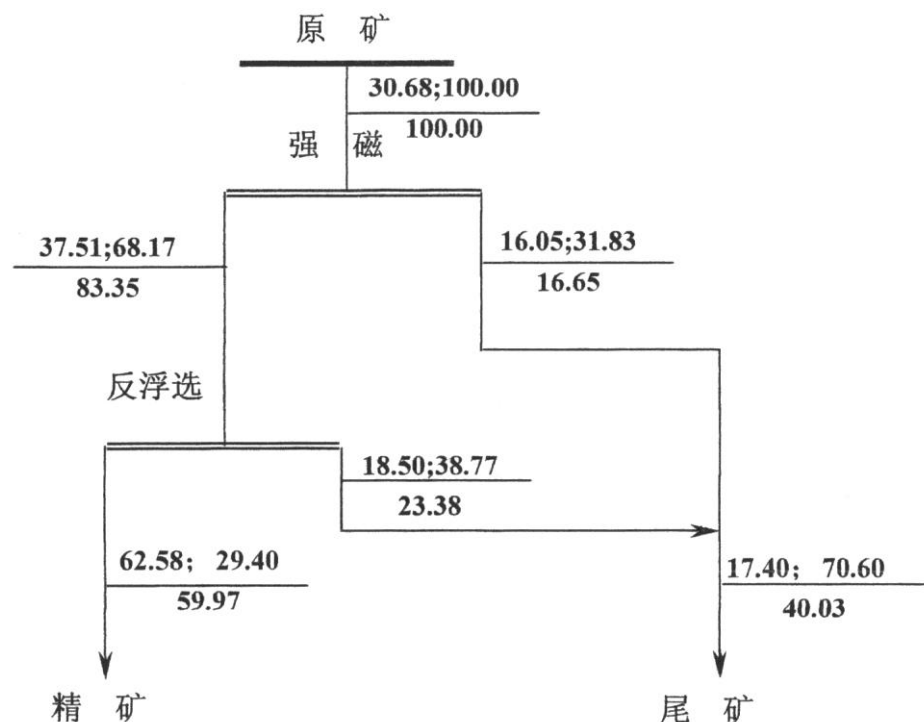 原 矿
30.68;100.00
100.00
强 磁
37.51;68.17
83.35
16.05;31.83
16.65
反浮选
18.50;38.77
23.38
62.58； 29.40
59.97
17.40； 70.60
40.03
精 矿
尾 矿